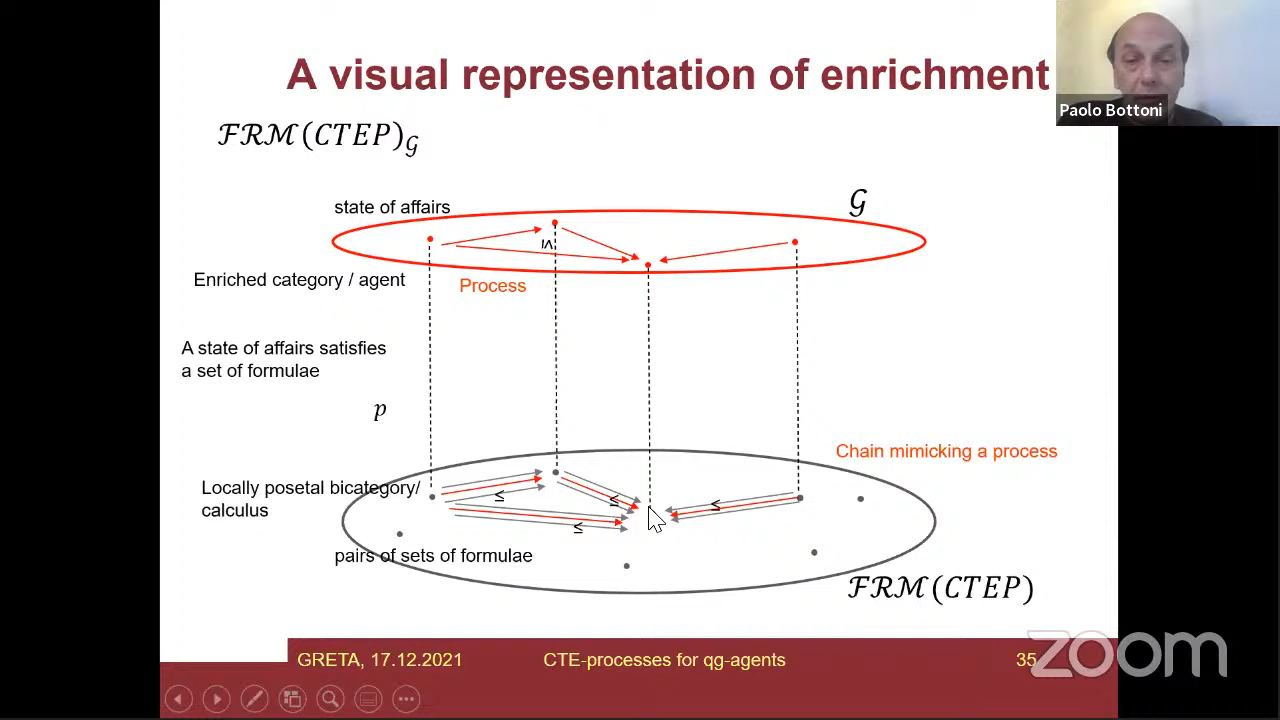 A visual representation of enrichment
Paolo Bottoni
ℱℛℳ(CTEP)𝒢
state of affairs
𝒢
≤
Enriched category / agent
Process
A state of affairs satisfies
a set of formulae
p
Chain mimicking a process
Locally posetal bicategory/
calculus
≤
≤
≤
≤
pairs of sets of formulae
ℱℛℳ(CTEP)
GRETA, 17.12.2021
CTE-processes for qg-agents
35
zoom